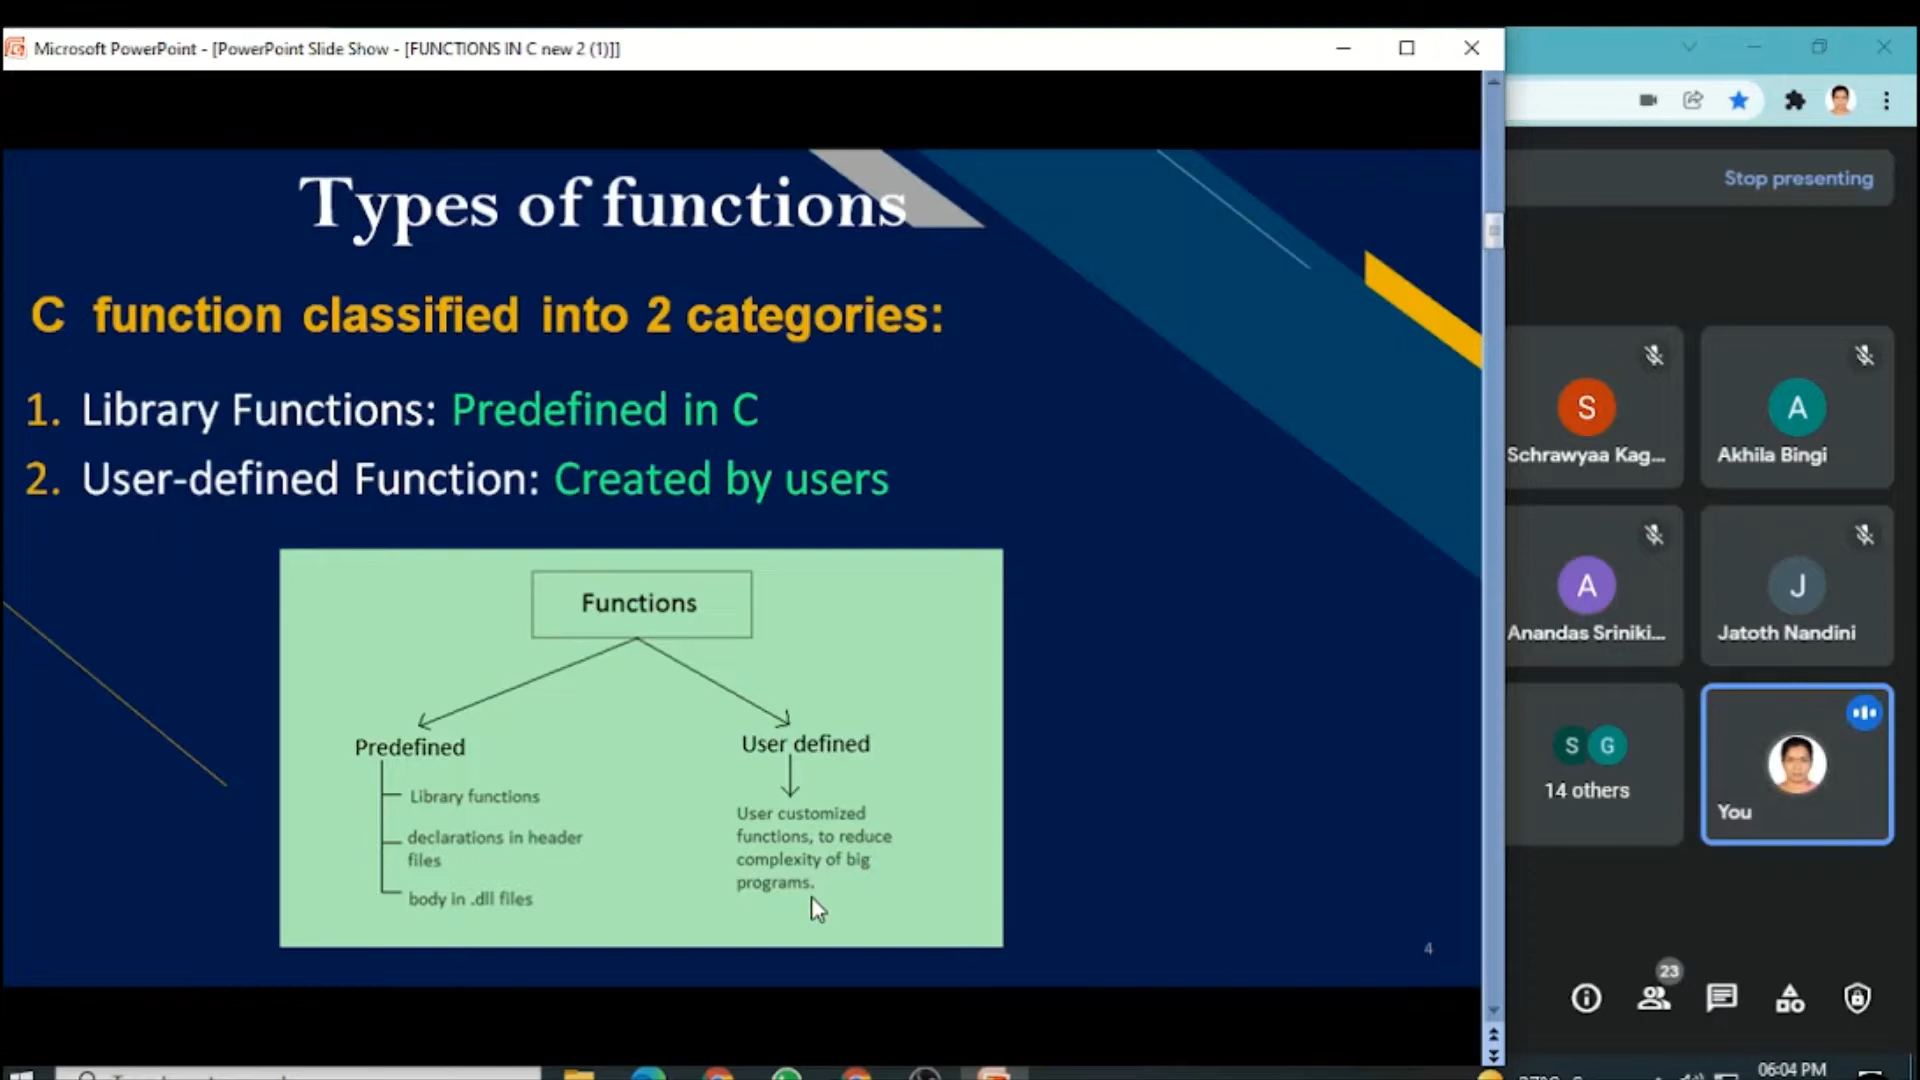 Microsoft PowerPoint - [PowerPoint Slide Show - [FUNCTIONS IN C new 2 (1)]]
Stop presenting
Types of functions
C function classified into 2 categories:
1. Library Functions: Predefined in C
2. User-defined Function: Created by users
Functions
Predefined
User defined
Library functions
declarations in header
files
body in .dll files
User customized
functions, to reduce
complexity of big
programs.
4
S
Schrawyaa Kag...
A
Akhila Bingi
A
Anandas Sriniki...
J
Jatoth Nandini
S G
14 others
You
23
06:04 PM